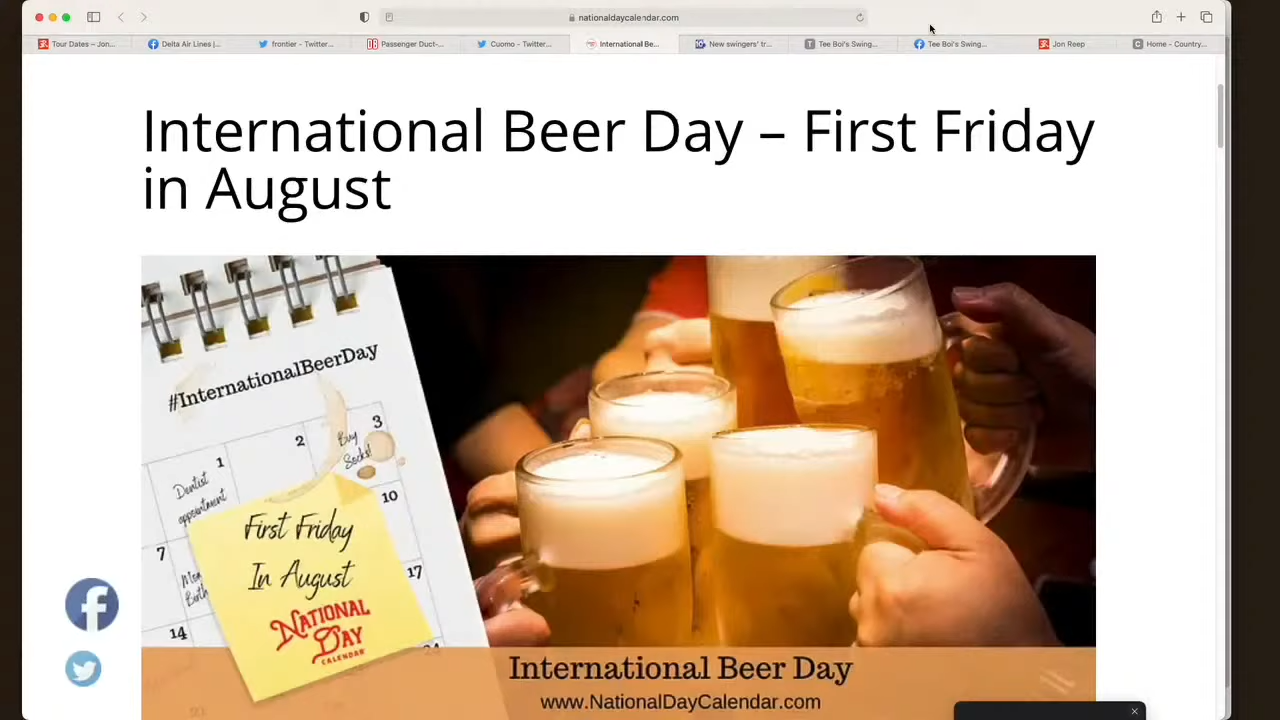 nationaldaycalendar.com
Tour Dates – Jon...
Delta Air Lines |...
frontier - Twitter...
Passenger Duct-...
Cuomo - Twitter...
International Be...
New swingers' tr...
Tee Boi's Swing...
Tee Boi's Swing...
Jon Reep
Home - Country...
International Beer Day – First Friday
in August
#InternationalBeerDay
1
2
3
Dentist
appointment
Buy
Socks!
10
7
17
14
24
First Friday
In August
NATIONAL
DAY
CALENDAR
International Beer Day
www.NationalDayCalendar.com